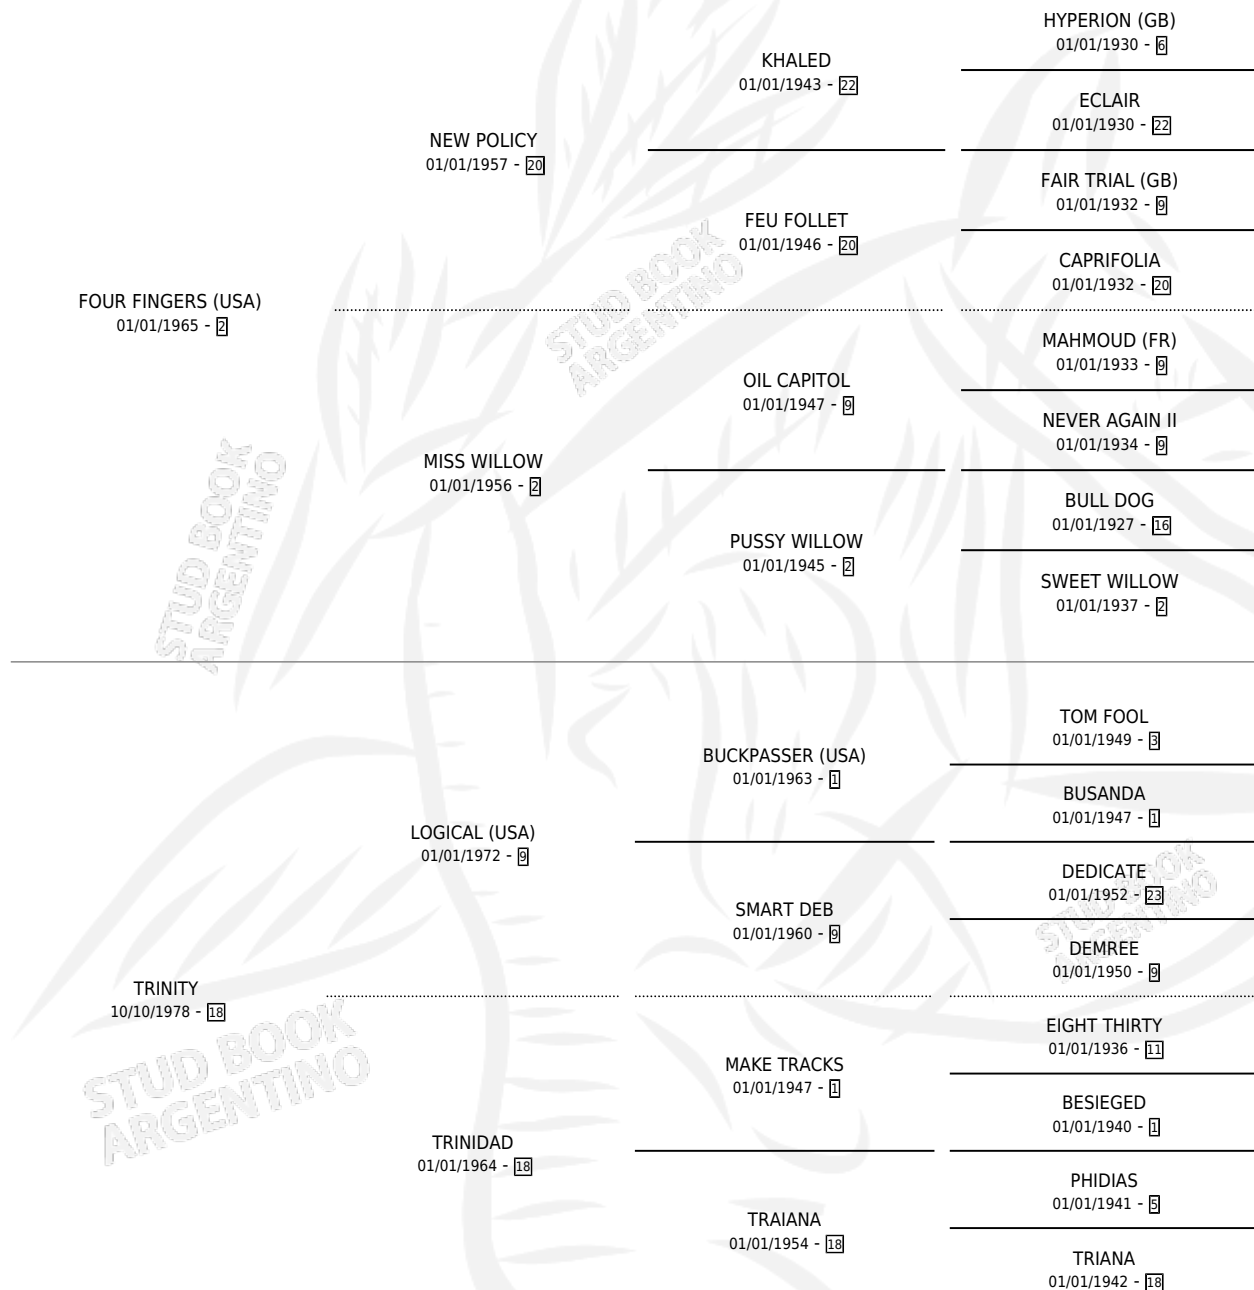 HYPERION (GB)
01/01/1930 - 6
KHALED
01/01/1943 - 22
ECLAIR
01/01/1930 - 22
NEW POLICY
01/01/1957 - 20
FAIR TRIAL (GB)
01/01/1932 - 9
FEU FOLLET
01/01/1946 - 20
CAPRIFOLIA
01/01/1932 - 20
FOUR FINGERS (USA)
01/01/1965 - 2
MAHMOUD (FR)
01/01/1933 - 9
OIL CAPITOL
01/01/1947 - 9
NEVER AGAIN II
01/01/1934 - 9
MISS WILLOW
01/01/1956 - 2
BULL DOG
01/01/1927 - 16
PUSSY WILLOW
01/01/1945 - 2
SWEET WILLOW
01/01/1937 - 2
TOM FOOL
01/01/1949 - 3
BUCKPASSER (USA)
01/01/1963 - 1
BUSANDA
01/01/1947 - 1
LOGICAL (USA)
01/01/1972 - 9
DEDICATE
01/01/1952 - 23
SMART DEB
01/01/1960 - 9
DEMREE
01/01/1950 - 9
TRINITY
10/10/1978 - 18
EIGHT THIRTY
01/01/1936 - 11
MAKE TRACKS
01/01/1947 - 1
BESIEGED
01/01/1940 - 1
TRINIDAD
01/01/1964 - 18
PHIDIAS
01/01/1941 - 5
TRAIANA
01/01/1954 - 18
TRIANA
01/01/1942 - 18
STUD BOOK
ARGENTINO
STUD BOOK
ARGENTINO
STUD BOOK
ARGENTINO
STUD BOOK
ARGENTINO